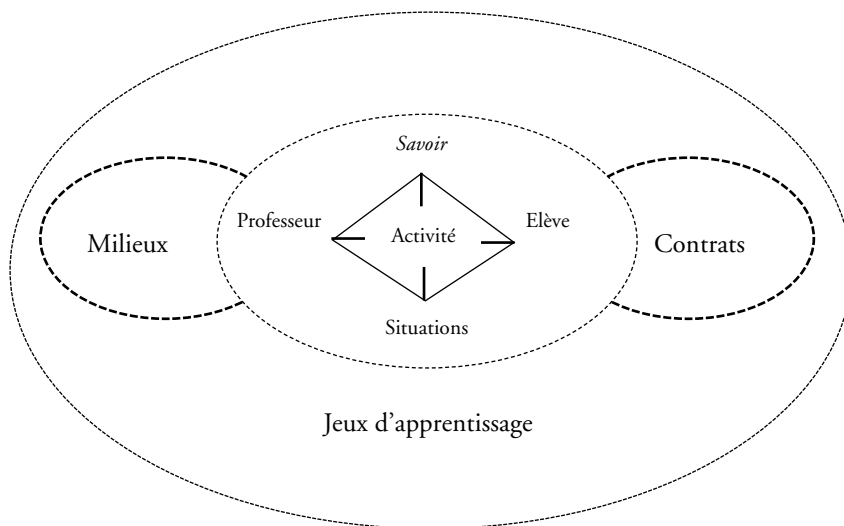 Savoir
Professeur
Elève
Activité
Milieux
Contrats
Situations
Jeux d’apprentissage